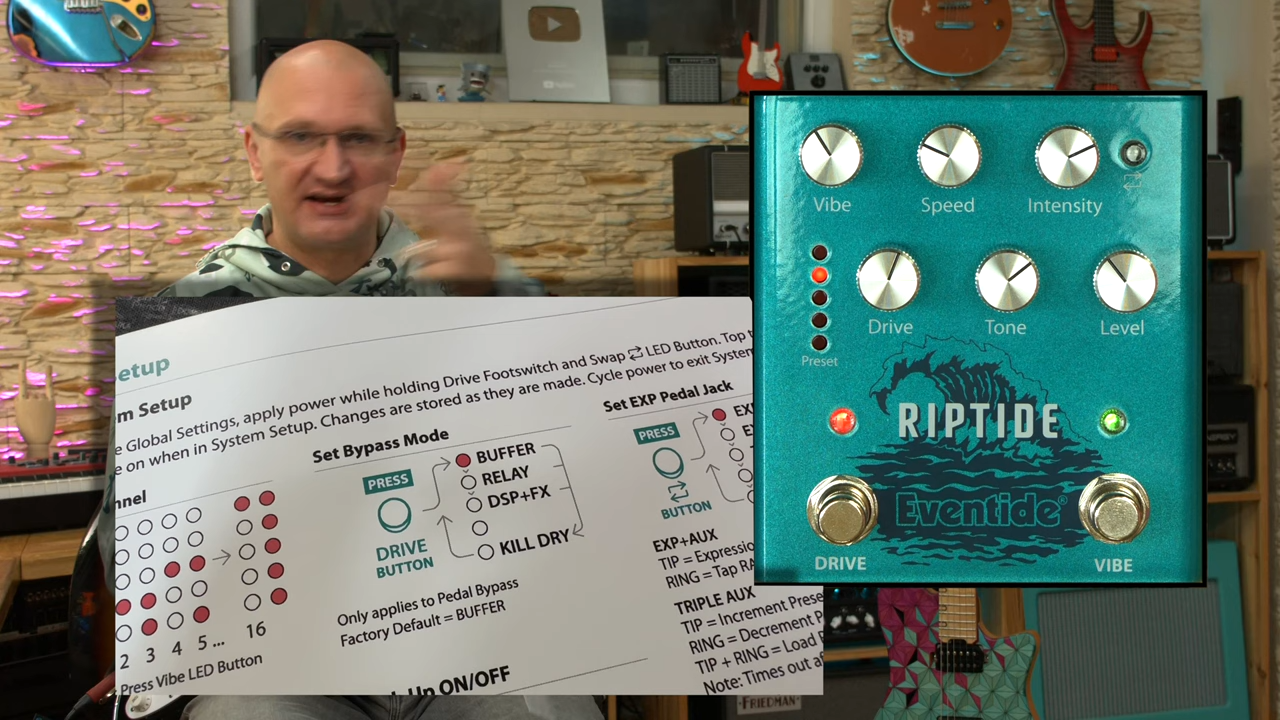 etup
m Setup
e Global Settings, apply power while holding Drive Footswitch and Swap LED Button. Top t
e on when in System Setup. Changes are stored as they are made. Cycle power to exit System
nnel
2 3 4 5 ... 16
Press Vibe LED Button
Set Bypass Mode
PRESS
DRIVE
BUTTON
BUFFER
RELAY
DSP+FX
KILL DRY
Only applies to Pedal Bypass
Factory Default = BUFFER
Up ON/OFF
Set EXP Pedal Jack
PRESS
BUTTON
EXP+AUX
TIP = Expressio
RING = Tap
TRIPLE AUX
TIP = Increment Prese
RING = Decrement P
TIP + RING = Load
Note: Times out
Vibe
Speed
Intensity
Drive
Tone
Level
Preset
RIPTIDE
Eventide®
DRIVE
VIBE
FRIEDMAN